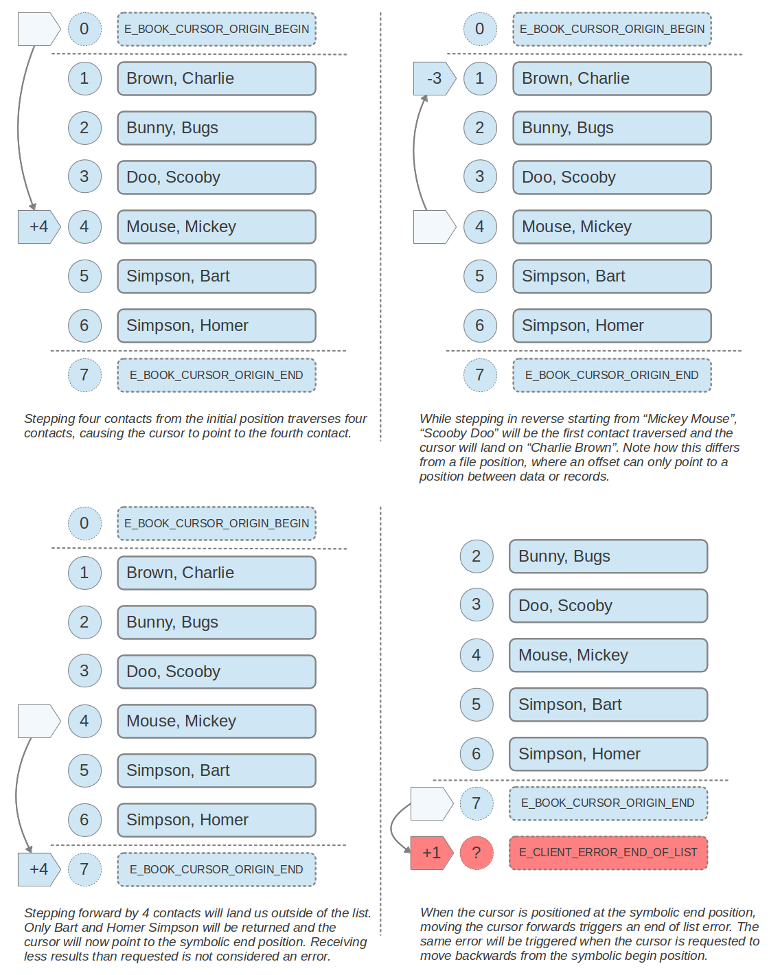 0 E_BOOK_CURSOR_ORIGIN_BEGIN
1 Brown, Charlie
2 Bunny, Bugs
3 Doo, Scooby
+4 4 Mouse, Mickey
5 Simpson, Bart
6 Simpson, Homer
7 E_BOOK_CURSOR_ORIGIN_END
Stepping four contacts from the initial position traverses four
contacts, causing the cursor to point to the fourth contact.
0 E_BOOK_CURSOR_ORIGIN_BEGIN
-3 1 Brown, Charlie
2 Bunny, Bugs
3 Doo, Scooby
4 Mouse, Mickey
5 Simpson, Bart
6 Simpson, Homer
7 E_BOOK_CURSOR_ORIGIN_END
While stepping in reverse starting from “Mickey Mouse”,
“Scooby Doo” will be the first contact traversed and the
cursor will land on “Charlie Brown”. Note how this differs
from a file position, where an offset can only point to a
position between data or records.
0 E_BOOK_CURSOR_ORIGIN_BEGIN
1 Brown, Charlie
2 Bunny, Bugs
3 Doo, Scooby
4 Mouse, Mickey
5 Simpson, Bart
6 Simpson, Homer
+4 7 E_BOOK_CURSOR_ORIGIN_END
Stepping forward by 4 contacts will land us outside of the list.
Only Bart and Homer Simpson will be returned and the
cursor will now point to the symbolic end position. Receiving
less results than requested is not considered an error.
2 Bunny, Bugs
3 Doo, Scooby
4 Mouse, Mickey
5 Simpson, Bart
6 Simpson, Homer
7 E_BOOK_CURSOR_ORIGIN_END
+1 ? E_CLIENT_ERROR_END_OF_LIST
When the cursor is positioned at the symbolic end position,
moving the cursor forwards triggers an end of list error. The
same error will be triggered when the cursor is requested to
move backwards from the symbolic begin position.